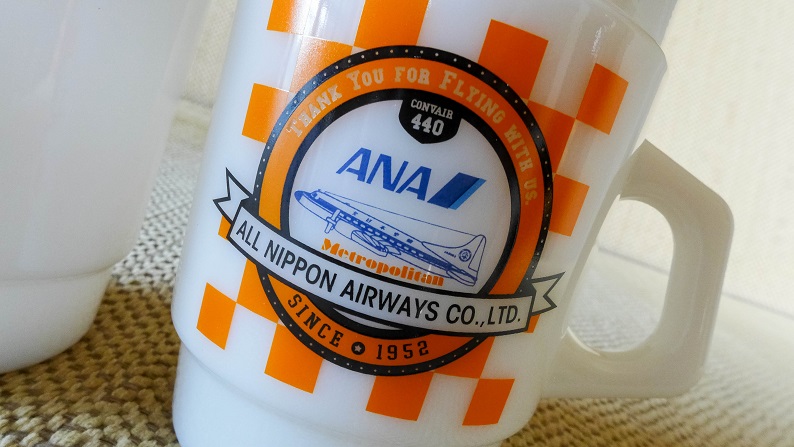 Thank You for Flying with us.
CONVAIR
440
ANA
Metropolitan
ALL NIPPON AIRWAYS CO., LTD.
SINCE 1952